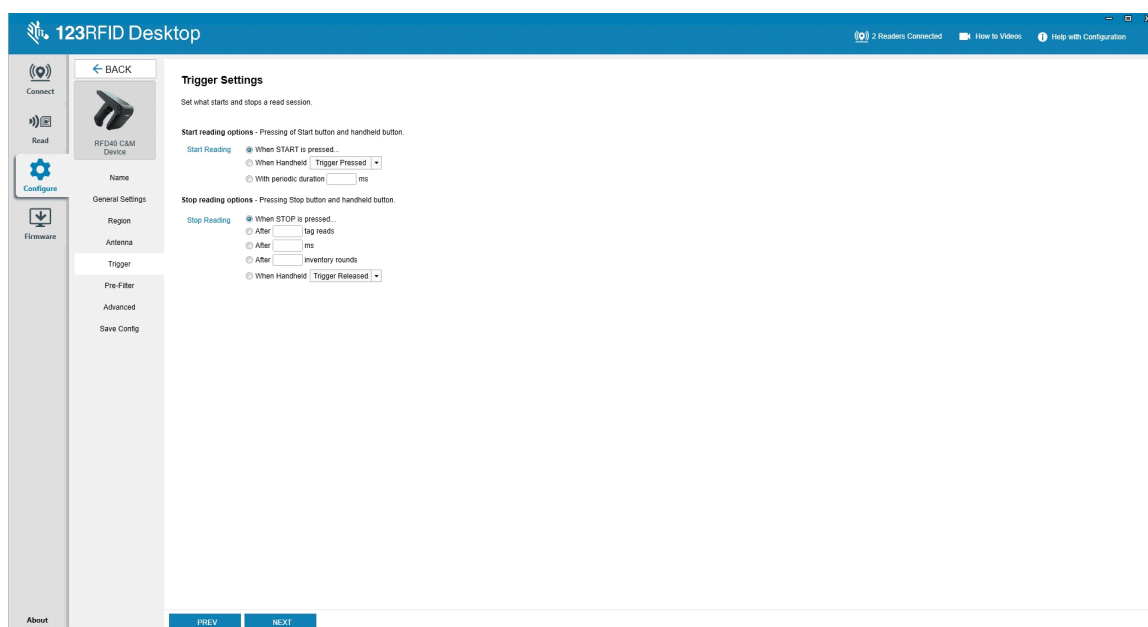 123RFID Desktop
2 Readers Connected
How to Videos
Help with Configuration
Connect
Read
Configure
Firmware
About
BACK
RFD40 C&M
Device
Name
General Settings
Region
Antenna
Trigger
Pre-Filter
Advanced
Save Config
Trigger Settings
Set what starts and stops a read session.
Start reading options - Pressing of Start button and handheld button.
Start Reading When START is pressed...
When Handheld Trigger Pressed
With periodic duration ms
Stop reading options - Pressing Stop button and handheld button.
Stop Reading When STOP is pressed...
After tag reads
After ms
After inventory rounds
When Handheld Trigger Released
PREV NEXT